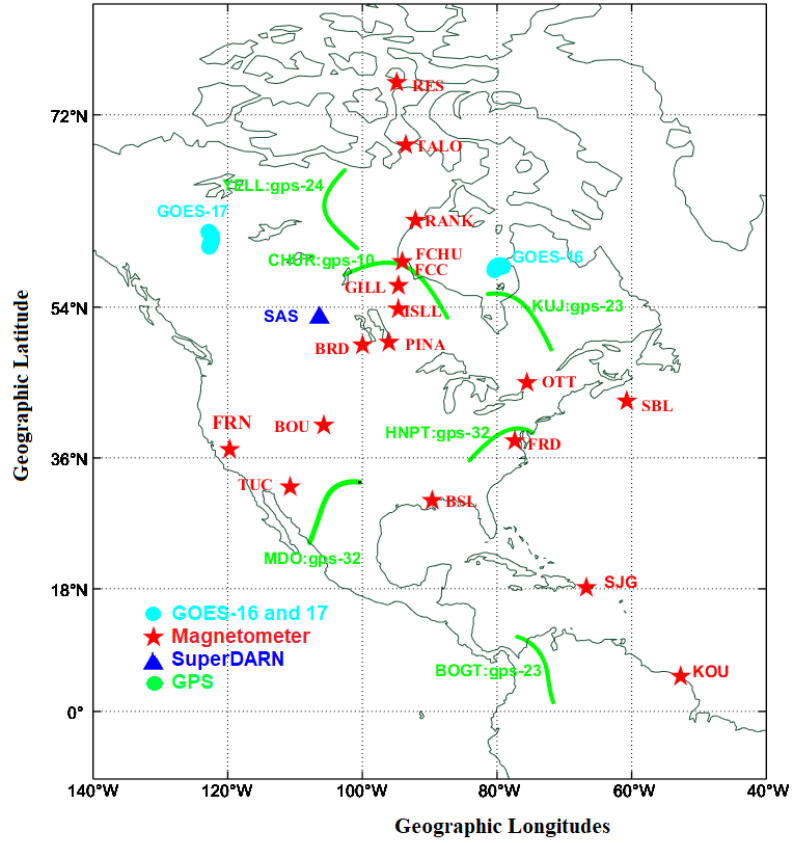 RES
72°N
TALO
YELL:gps-24
GOES-17
RANK
CHUR:gps-10
FCHU
GOES-16
FCC
GILL
54°N
ISLL
KUJ:gps-23
SAS
BRD
PINA
OTT
SBL
FRN
BOU
HNPT:gps-32
FRD
36°N
TUC
BSL
MDO:gps-32
SJG
18°N
GOES-16 and 17
Magnetometer
SuperDARN
GPS
BOGT:gps-23
KOU
0°
140°W
120°W
100°W
80°W
60°W
40°W
Geographic Longitudes
Geographic Latitude